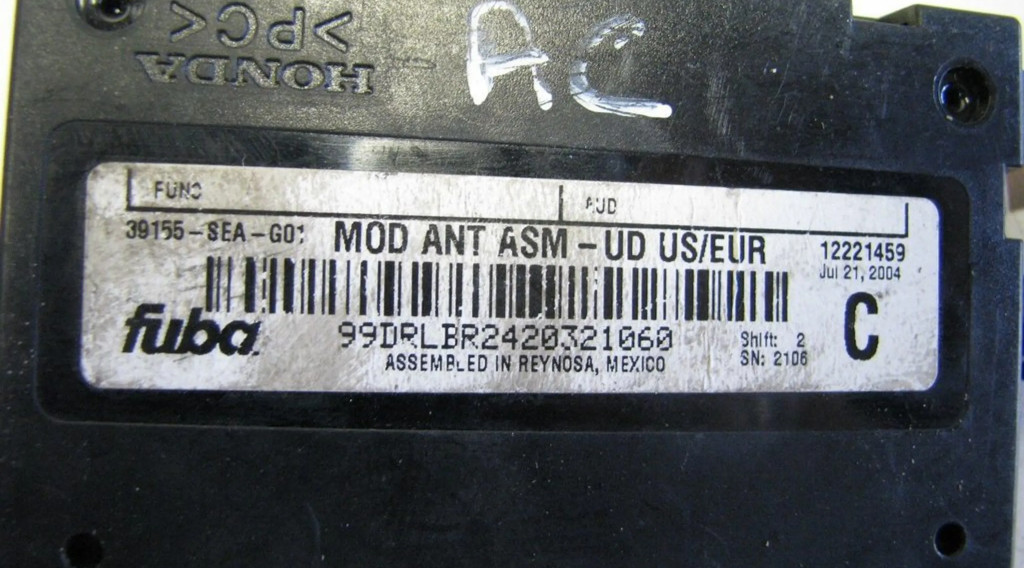 >PC<
HONDA
AC
FUNC
AUD
39155-SEA-G01
MOD ANT ASM - UD US/EUR
12221459
Jul 21, 2004
fuba
99DRLBR2420321060
Shift: 2
SN: 2106
C
ASSEMBLED IN REYNOSA, MEXICO